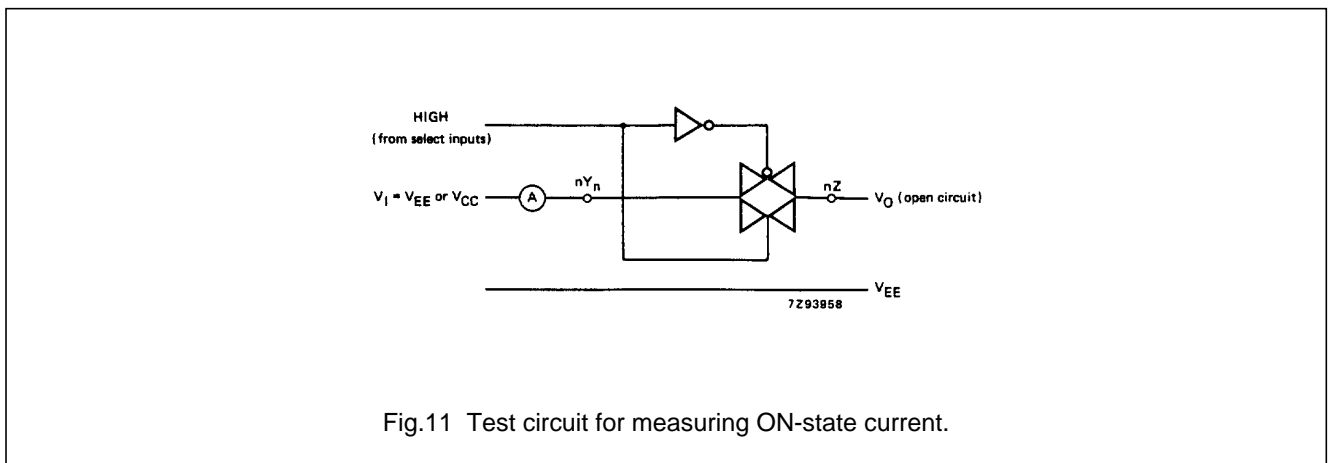 HIGH
(from select inputs)
V_I = V_EE or V_CC
A
nY_n
nZ
V_O (open circuit)
V_EE
7Z93958
Fig.11 Test circuit for measuring ON-state current.